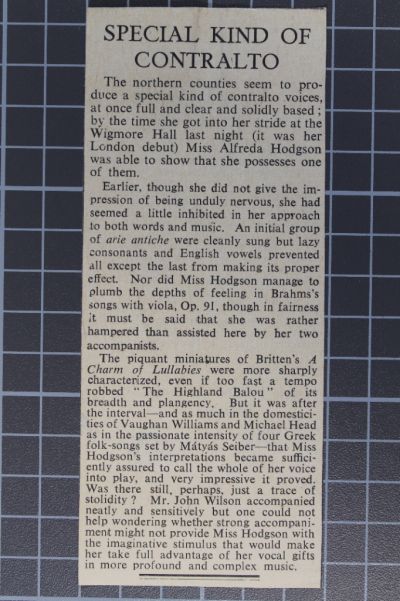 SPECIAL KIND OF
CONTRALTO
The northern counties seem to pro-
duce a special kind of contralto voices,
at once full and clear and solidly based ;
by the time she got into her stride at the
Wigmore Hall last night (it was her
London debut) Miss Alfreda Hodgson
was able to show that she possesses one
of them.
Earlier, though she did not give the im-
pression of being unduly nervous, she had
seemed a little inhibited in her approach
to both words and music. An initial group
of arie antiche were cleanly sung but lazy
consonants and English vowels prevented
all except the last from making its proper
effect. Nor did Miss Hodgson manage to
plumb the depths of feeling in Brahms's
songs with viola, Op. 91, though in fairness
it must be said that she was rather
hampered than assisted here by her two
accompanists.
The piquant miniatures of Britten's A
Charm of Lullabies were more sharply
characterized, even if too fast a tempo
robbed "The Highland Balou" of its
breadth and plangency. But it was after
the interval—and as much in the domestici-
ties of Vaughan Williams and Michael Head
as in the passionate intensity of four Greek
folk-songs set by Mátyás Seiber—that Miss
Hodgson's interpretations became suffici-
ently assured to call the whole of her voice
into play, and very impressive it proved.
Was there still, perhaps, just a trace of
stolidity ? Mr. John Wilson accompanied
neatly and sensitively but one could not
help wondering whether strong accompani-
ment might not provide Miss Hodgson with
the imaginative stimulus that would make
her take full advantage of her vocal gifts
in more profound and complex music.